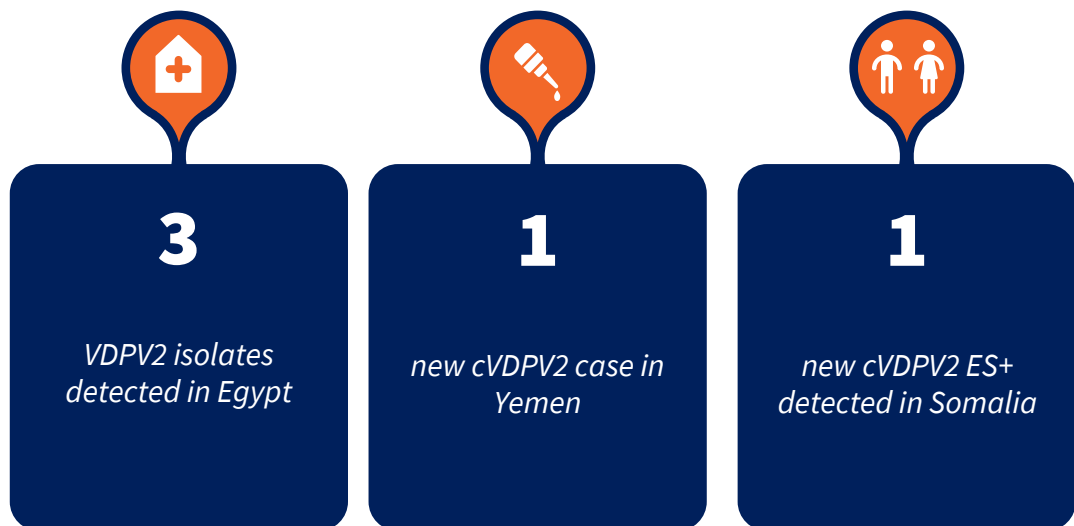 3
VDPV2 isolates
detected in Egypt
1
new cVDPV2 case in
Yemen
1
new cVDPV2 ES+
detected in Somalia